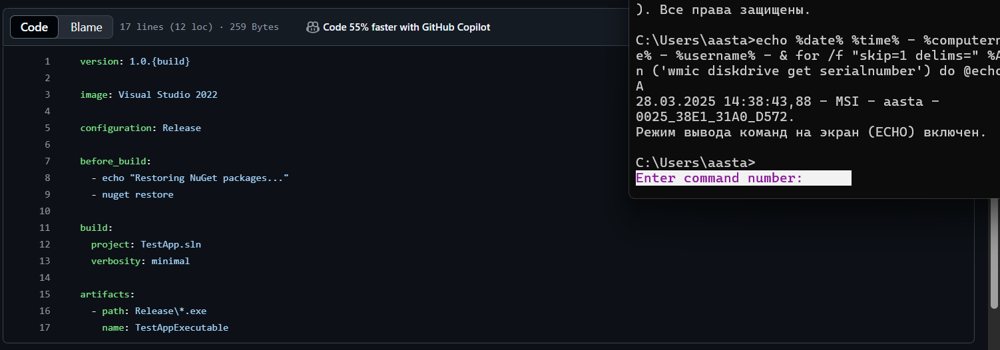 Code Blame 17 lines (12 loc) · 259 Bytes Code 55% faster with GitHub Copilot
1 version: 1.0.{build}
2
3 image: Visual Studio 2022
4
5 configuration: Release
6
7 before_build:
8 - echo "Restoring NuGet packages..."
9 - nuget restore
10
11 build:
12 project: TestApp.sln
13 verbosity: minimal
14
15 artifacts:
16 - path: Release\*.exe
17 name: TestAppExecutable
). Все права защищены.
C:\Users\aasta>echo %date% %time% - %computern
e% - %username% - & for /f "skip=1 delims=" %A
n ('wmic diskdrive get serialnumber') do @echo
A
28.03.2025 14:38:43,88 - MSI - aasta -
0025_38E1_31A0_D572.
Режим вывода команд на экран (ECHO) включен.
C:\Users\aasta>
Enter command number: